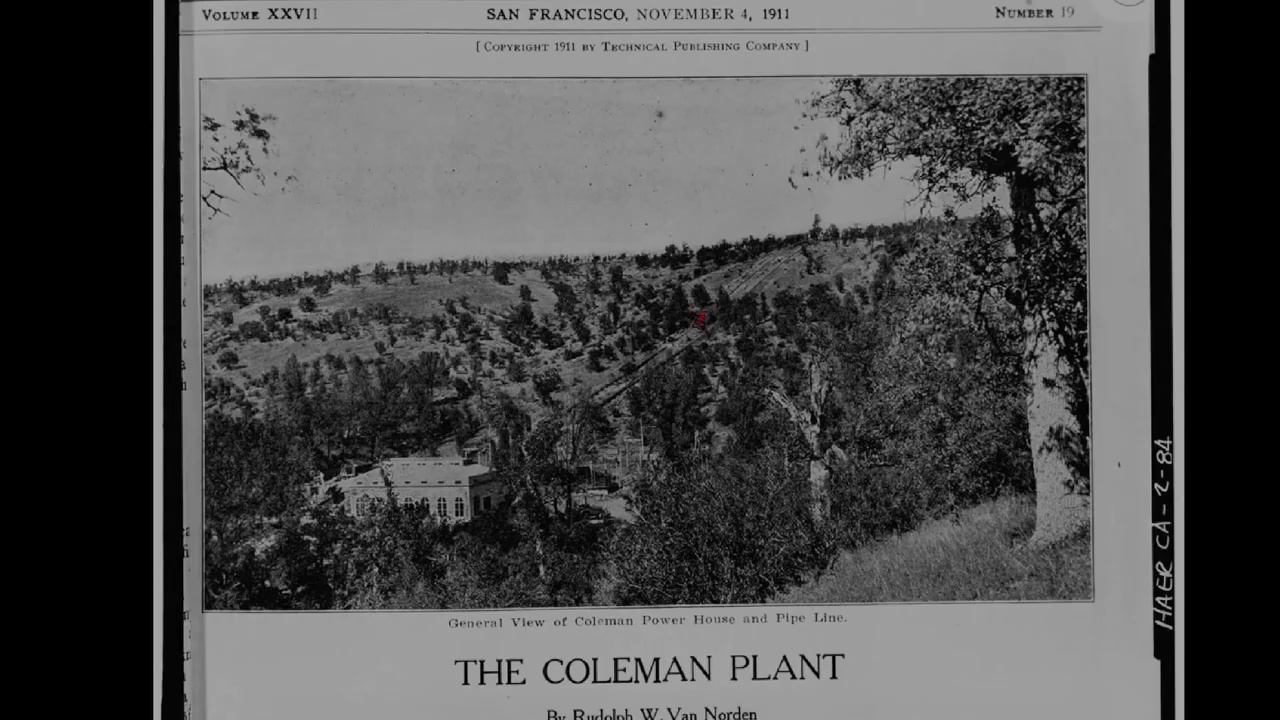 VOLUME XXVII SAN FRANCISCO, NOVEMBER 4, 1911 NUMBER 19
[ COPYRIGHT 1911 BY TECHNICAL PUBLISHING COMPANY ]
General View of Coleman Power House and Pipe Line.
THE COLEMAN PLANT
By Rudolph W. Van Norden
HAER CA-2-84